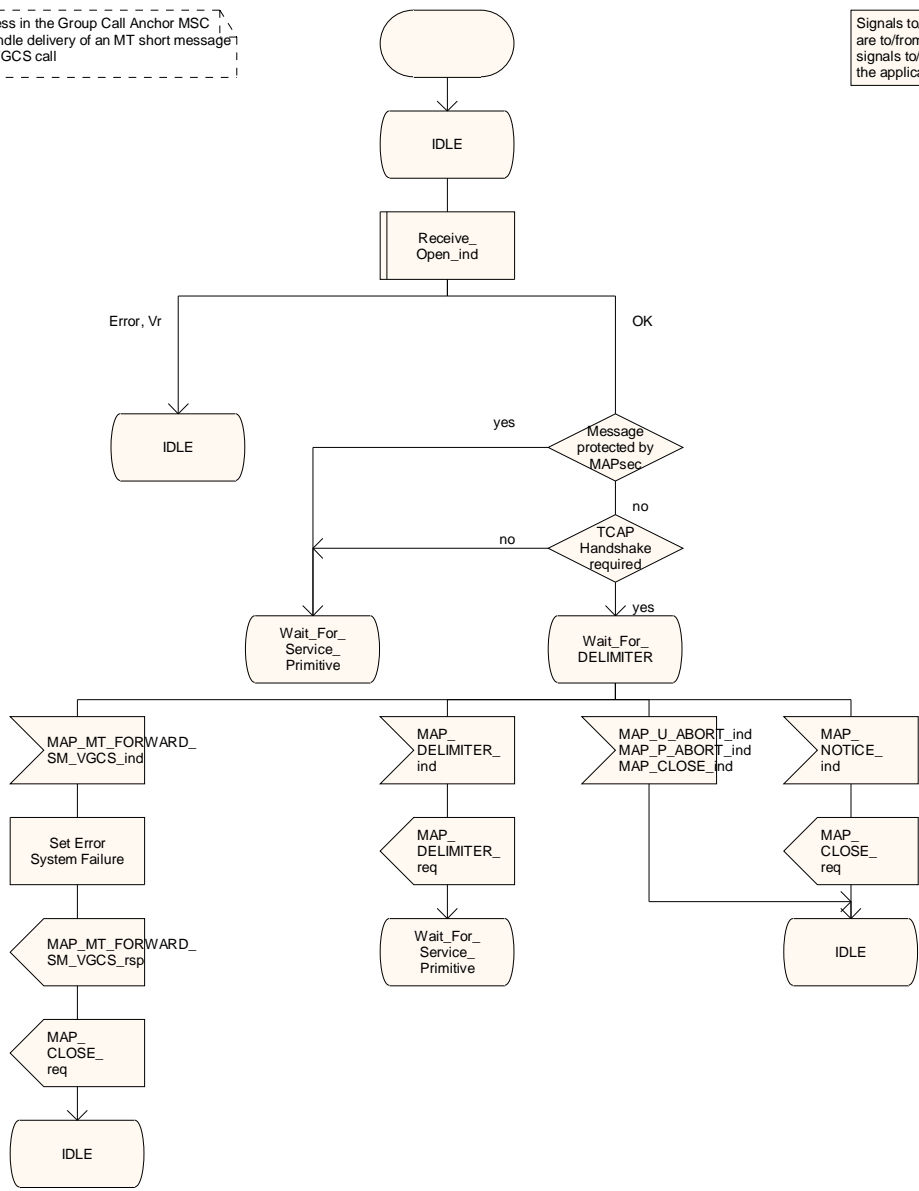 ess in the Group Call Anchor MSC
ndle delivery of an MT short message
GCS call
Signals to
are to/from
signals to/
the applica
IDLE
Receive_
Open_ind
Error, Vr
OK
IDLE
yes
Message
protected by
MAPsec
no
no
TCAP
Handshake
required
yes
Wait_For_
Service_
Primitive
Wait_For_
DELIMITER
MAP_MT_FORWARD_
SM_VGCS_ind
MAP_
DELIMITER_
ind
MAP_U_ABORT_ind
MAP_P_ABORT_ind
MAP_CLOSE_ind
MAP_
NOTICE_
ind
Set Error
System Failure
MAP_
DELIMITER_
req
MAP_
CLOSE_
req
MAP_MT_FORWARD_
SM_VGCS_rsp
Wait_For_
Service_
Primitive
IDLE
MAP_
CLOSE_
req
IDLE